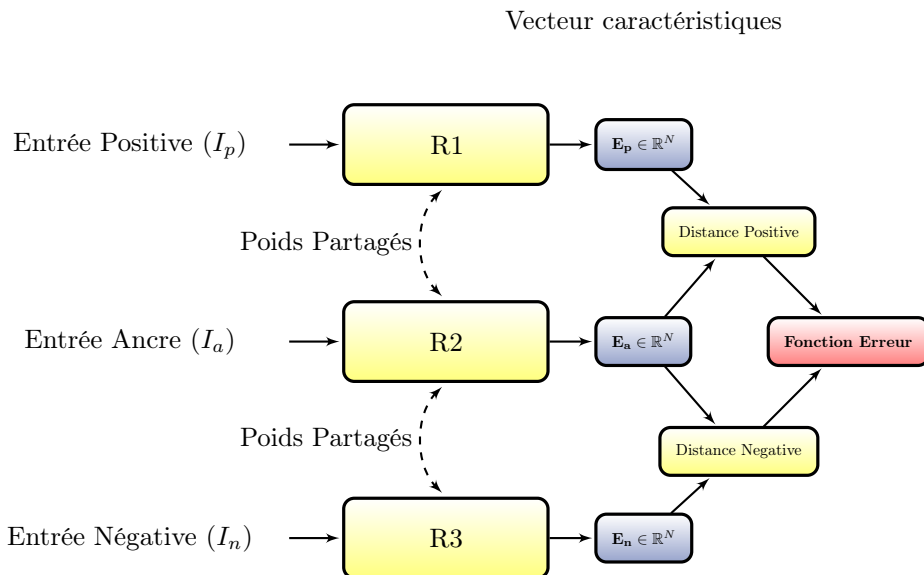 Vecteur caractéristiques
Entrée Positive (I_p)
R1
E_p ∈ ℝ^N
Distance Positive
Poids Partagés
Entrée Ancre (I_a)
R2
E_a ∈ ℝ^N
Fonction Erreur
Poids Partagés
Distance Negative
Entrée Négative (I_n)
R3
E_n ∈ ℝ^N